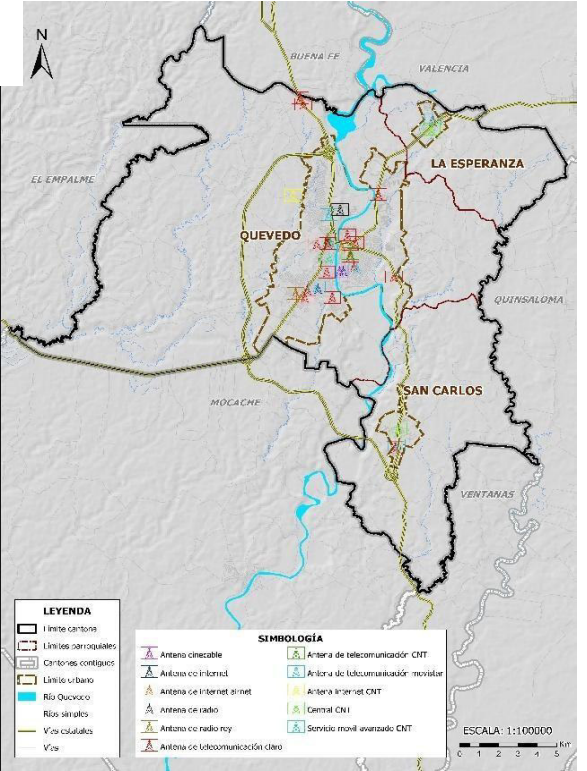 N
BUENA FE
VALENCIA
LA ESPERANZA
EL EMPALME
QUEVEDO
QUINSALOMA
MOCACHE
SAN CARLOS
VENTANAS
LEYENDA
Límite cantonal
Límites parroquiales
Cantones contiguos
Límite urbano
Río Quevedo
Ríos simples
Vías estatales
Vías
SIMBOLOGÍA
Antena cinecable
Antena de internet
Antena de internet airnet
Antena de radio
Antena de radio rey
Antena de telecomunicación claro
Antena de telecomunicación CNT
Antena de telecomunicación movistar
Antena Internet CNT
Central CNT
Servicio movil avanzado CNT
ESCALA: 1:100000
0 1 2 3 4 5 Km